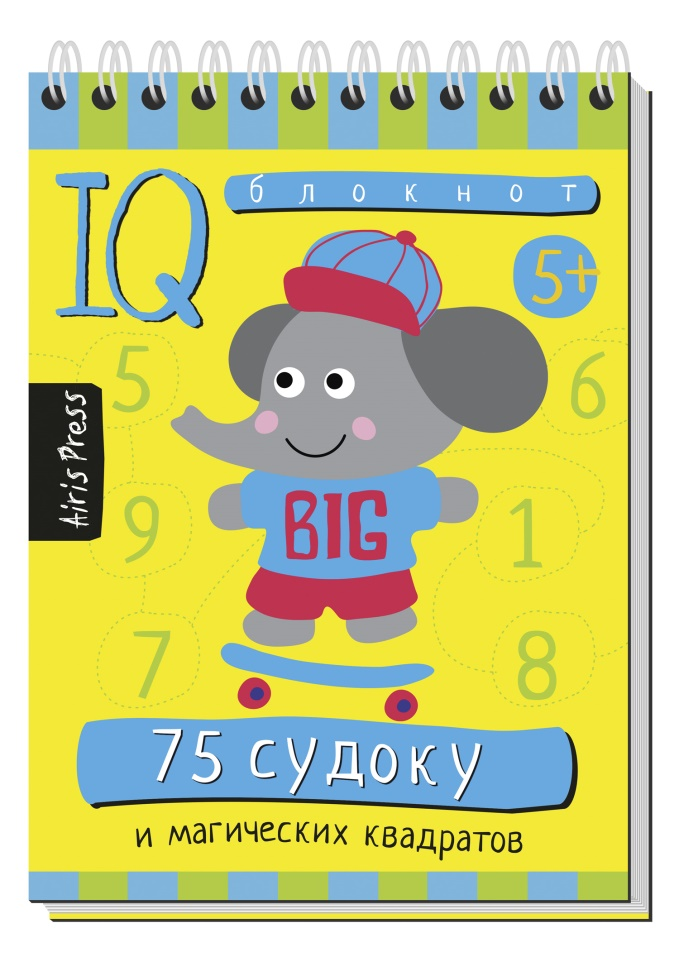 IQ
блокнот
5+
5
6
Airis Press
9
1
BIG
7
8
75 судоку
и магических квадратов